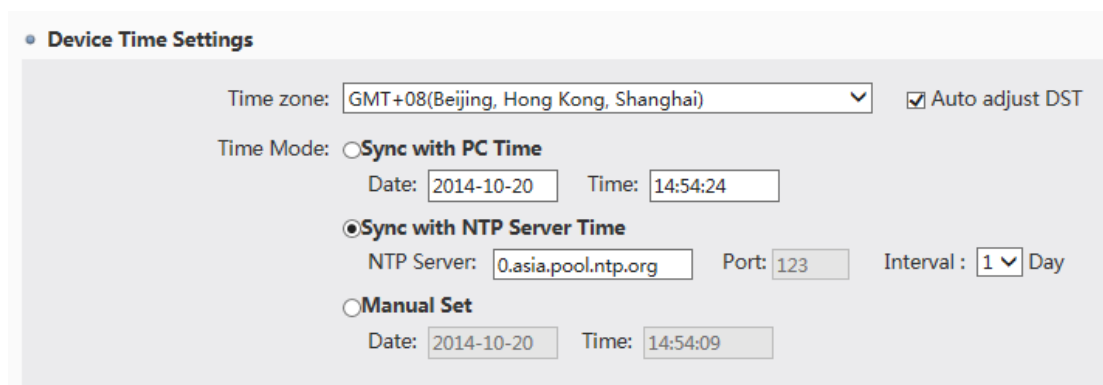 Device Time Settings
Time zone: GMT+08(Beijing, Hong Kong, Shanghai) Auto adjust DST
Time Mode: Sync with PC Time
Date: 2014-10-20 Time: 14:54:24
Sync with NTP Server Time
NTP Server: 0.asia.pool.ntp.org Port: 123 Interval : 1 Day
Manual Set
Date: 2014-10-20 Time: 14:54:09